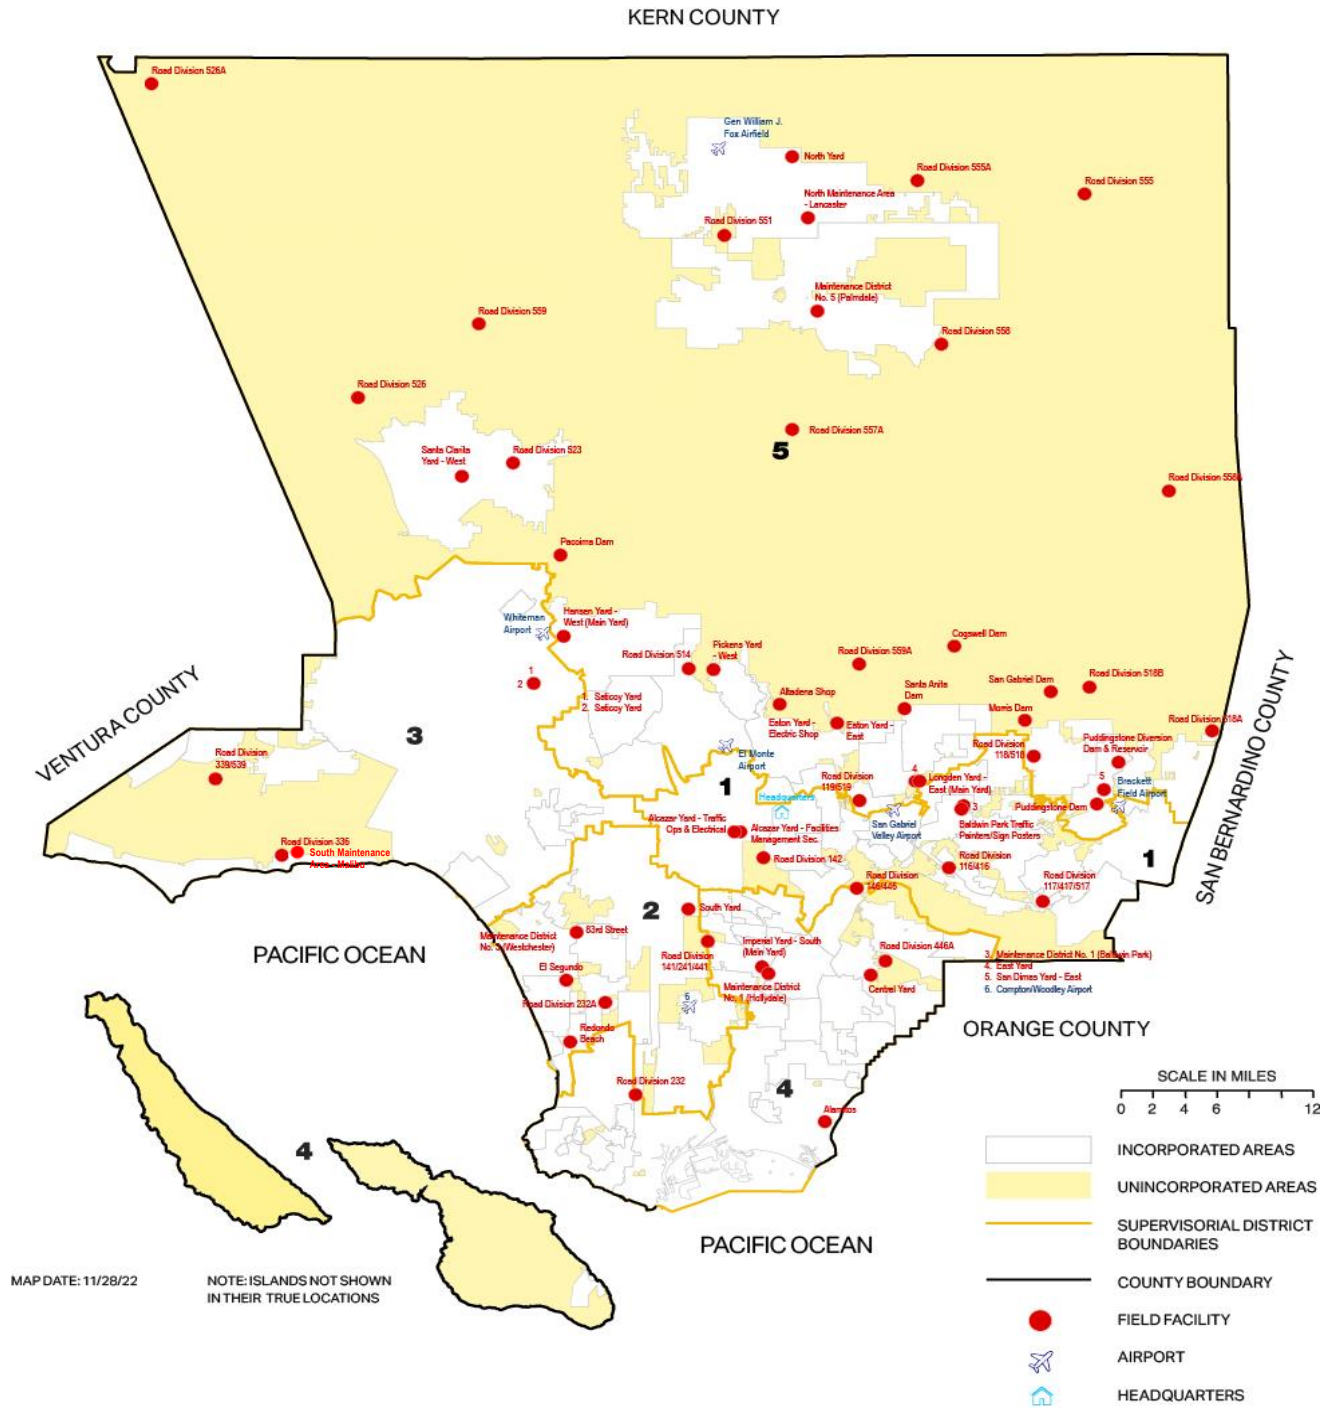 KERN COUNTY
Road Division 526A
Gen William J.
Fox Airfield
North Yard
Road Division 555A
Road Division 555
North Maintenance Area
- Lancaster
Road Division 551
Maintenance District
No. 5 (Palmdale)
Road Division 559
Road Division 558
Road Division 526
Road Division 557A
5
Santa Clarita
Yard - West
Road Division 523
Pacoima Dam
Whiteman
Airport
Hansen Yard -
West (Main Yard)
Road Division 514
Pickens Yard
- West
Road Division 559A
Cogswell Dam
1
2
1. Saticoy Yard
2. Saticoy Yard
Altadena Shop
Santa Anita
Dam
San Gabriel Dam
Road Division 518B
Morris Dam
Road Division 518A
Eaton Yard -
Electric Shop
Eaton Yard -
East
VENTURA COUNTY
3
Road Division
339/539
El Monte
Airport
Road Division
118/518
Puddingstone Diversion
Dam & Reservoir
SAN BERNARDINO COUNTY
1
Headquarters
Road Division
119/519
4
Longden Yard -
East (Main Yard)
5
Brackett
Field Airport
3
Puddingstone Dam
Baldwin Park Traffic
Painters/Sign Posters
San Gabriel
Valley Airport
Alcazar Yard - Traffic
Ops & Electrical
Alcazar Yard - Facilities
Management Sec.
Road Division 336
South Maintenance
Area - Malibu
Road Division 142
Road Division
116/416
1
Road Division
146/446
Road Division
117/417/517
2
South Yard
PACIFIC OCEAN
83rd Street
Maintenance District
No. 3 (Westchester)
Imperial Yard - South
(Main Yard)
Road Division
141/241/441
Road Division 446A
El Segundo
Maintenance District
No. 1 (Hollydale)
Central Yard
3. Maintenance District No. 1 (Baldwin Park)
4. East Yard
5. San Dimas Yard - East
6. Compton/Woodley Airport
Road Division 232A
6
Redondo
Beach
ORANGE COUNTY
Road Division 232
4
Alamitos
SCALE IN MILES
0 2 4 6 12
4
INCORPORATED AREAS
UNINCORPORATED AREAS
SUPERVISORIAL DISTRICT
BOUNDARIES
PACIFIC OCEAN
MAP DATE: 11/28/22
NOTE: ISLANDS NOT SHOWN
IN THEIR TRUE LOCATIONS
COUNTY BOUNDARY
FIELD FACILITY
AIRPORT
HEADQUARTERS